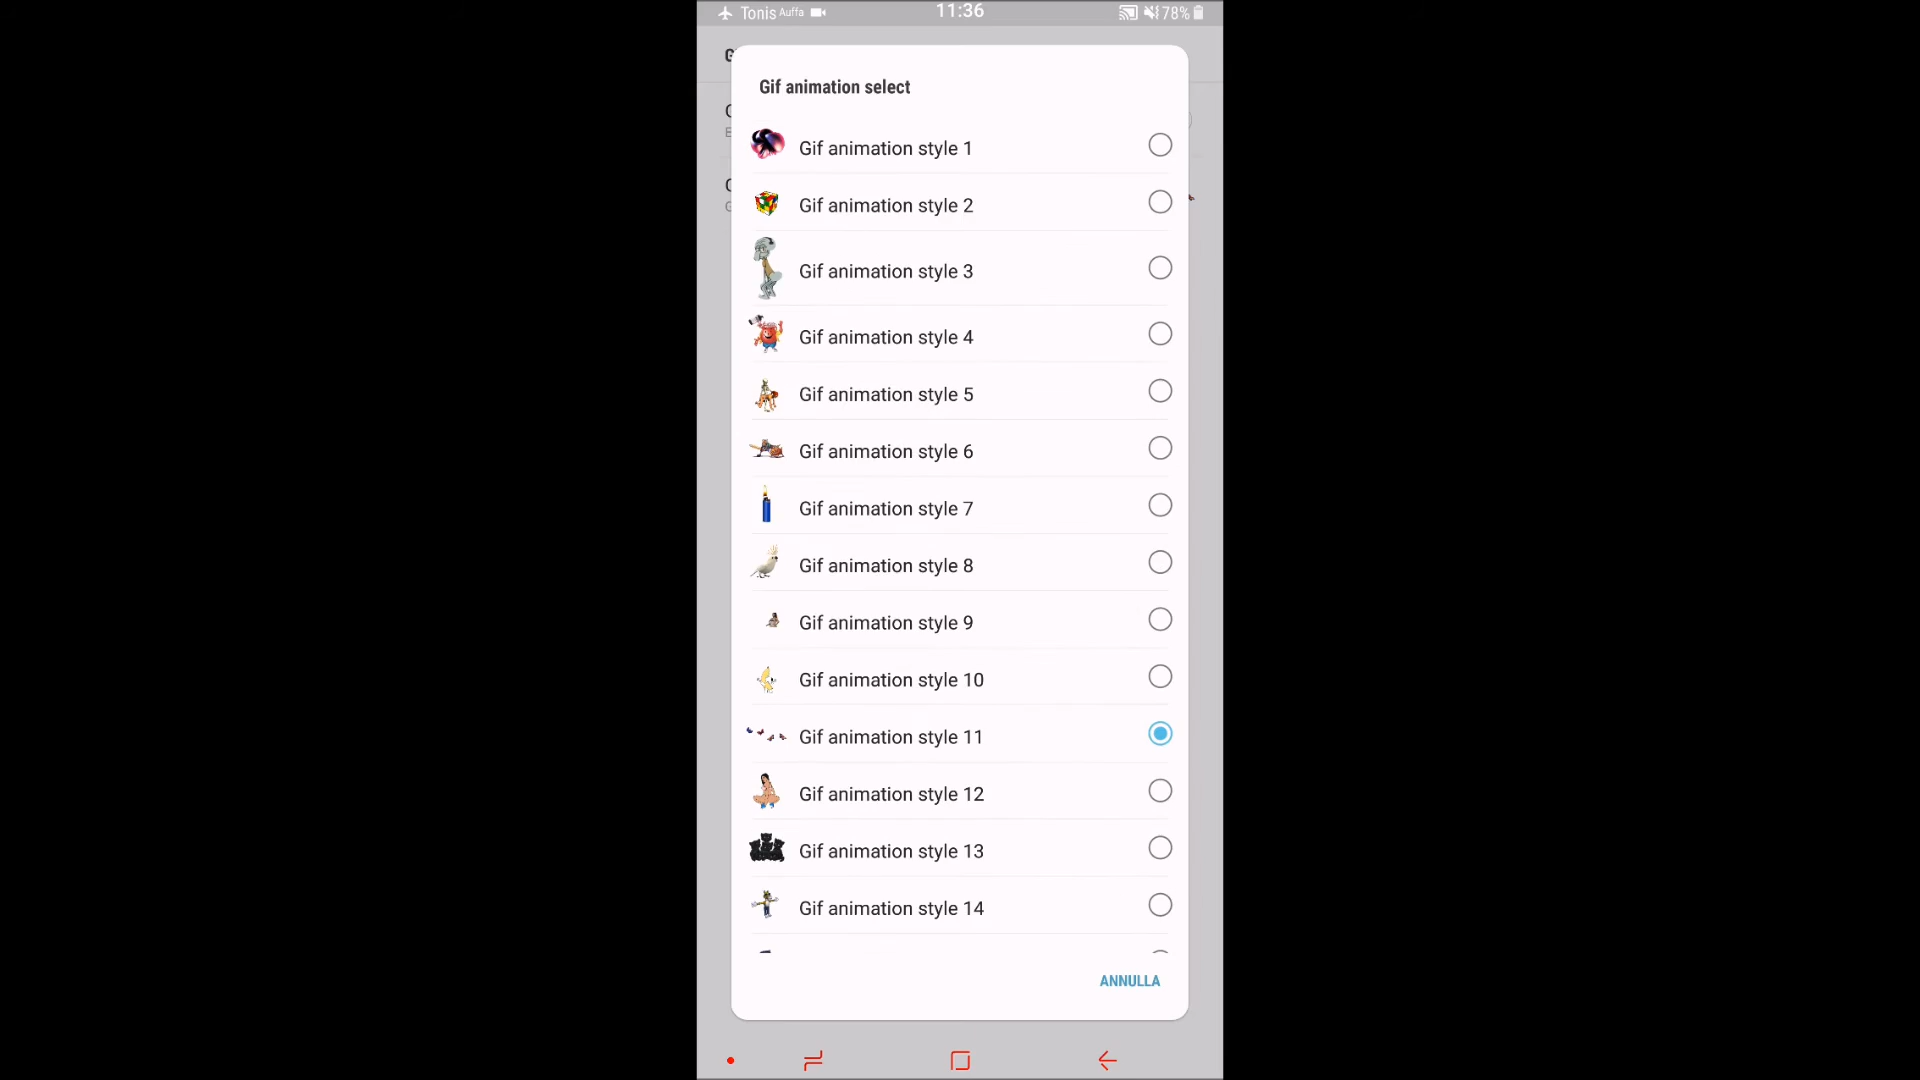 Tonis Auffa 11:36 78%
Gif animation select
Gif animation style 1
Gif animation style 2
Gif animation style 3
Gif animation style 4
Gif animation style 5
Gif animation style 6
Gif animation style 7
Gif animation style 8
Gif animation style 9
Gif animation style 10
Gif animation style 11
Gif animation style 12
Gif animation style 13
Gif animation style 14
ANNULLA